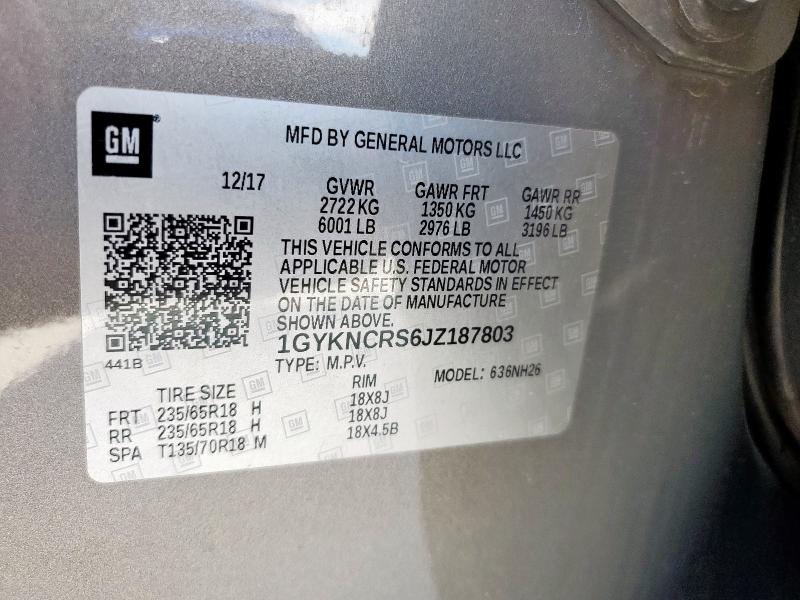 GM
MFD BY GENERAL MOTORS LLC
12/17 GVWR GAWR FRT GAWR RR
2722 KG 1350 KG 1450 KG
6001 LB 2976 LB 3196 LB
THIS VEHICLE CONFORMS TO ALL
APPLICABLE U.S. FEDERAL MOTOR
VEHICLE SAFETY STANDARDS IN EFFECT
ON THE DATE OF MANUFACTURE
SHOWN ABOVE.
1GYKNCRS6JZ187803
441B
TYPE: M.P.V. MODEL: 636NH26
TIRE SIZE RIM
FRT 235/65R18 H 18X8J
RR 235/65R18 H 18X8J
SPA T135/70R18 M 18X4.5B